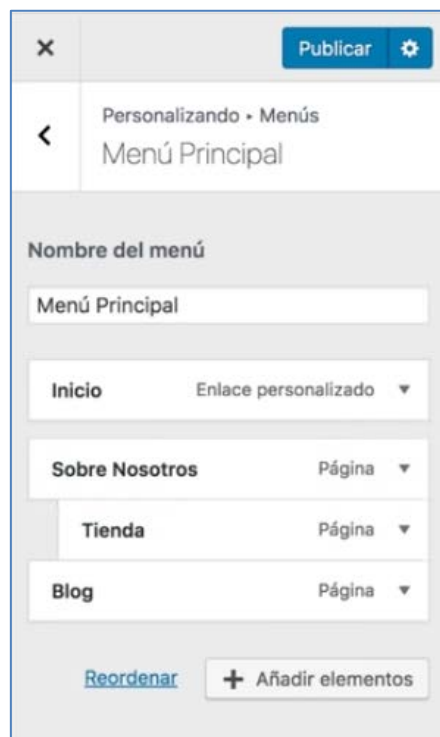 Publicar
Personalizando ▸ Menús
Menú Principal
Nombre del menú
Menú Principal
Inicio Enlace personalizado
Sobre Nosotros Página
Tienda Página
Blog Página
Reordenar + Añadir elementos